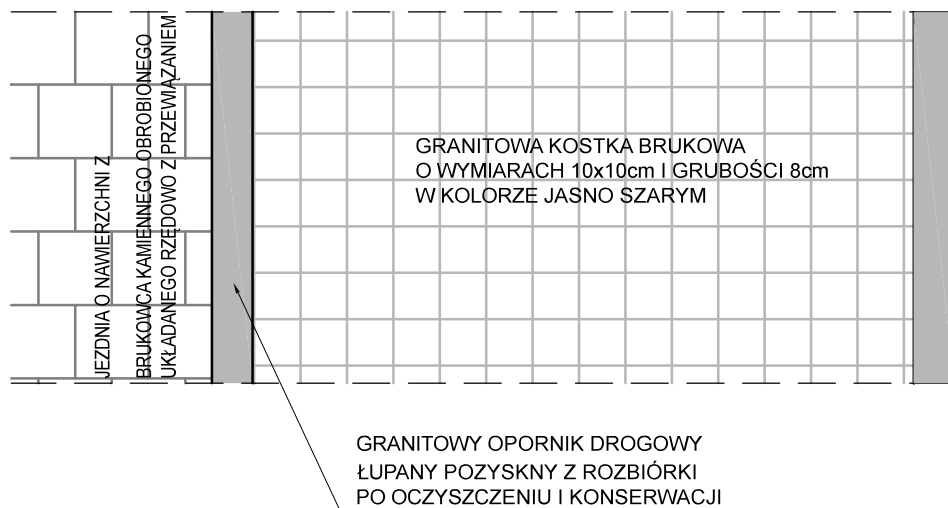 JEZDNIA O NAWIERZCHNI Z
BRUKOWCA KAMIENNEGO OBROBIONEGO
UKŁADANEGO RZĘDOWO Z PRZEWIĄZANIEM
GRANITOWA KOSTKA BRUKOWA
O WYMIARACH 10x10cm I GRUBOŚCI 8cm
W KOLORZE JASNO SZARYM
GRANITOWY OPORNIK DROGOWY
ŁUPANY POZYSKNY Z ROZBIÓRKI
PO OCZYSZCZENIU I KONSERWACJI